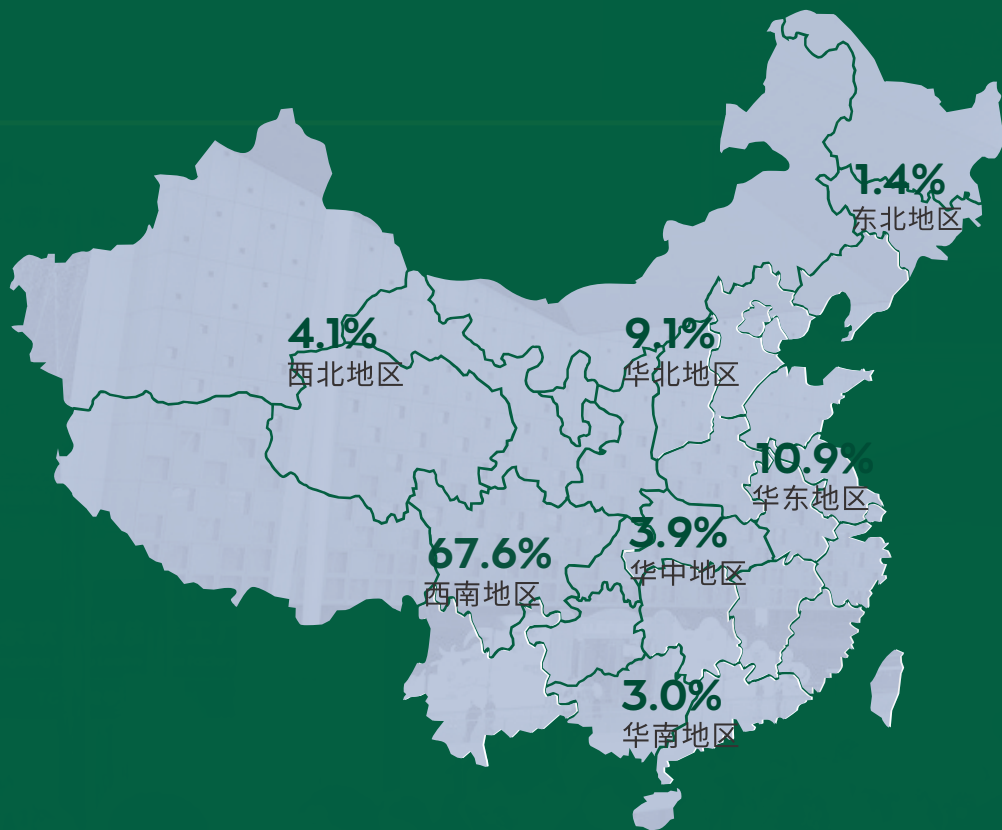 1.4%
东北地区
4.1%
西北地区
9.1%
华北地区
10.9%
华东地区
3.9%
华中地区
67.6%
西南地区
3.0%
华南地区